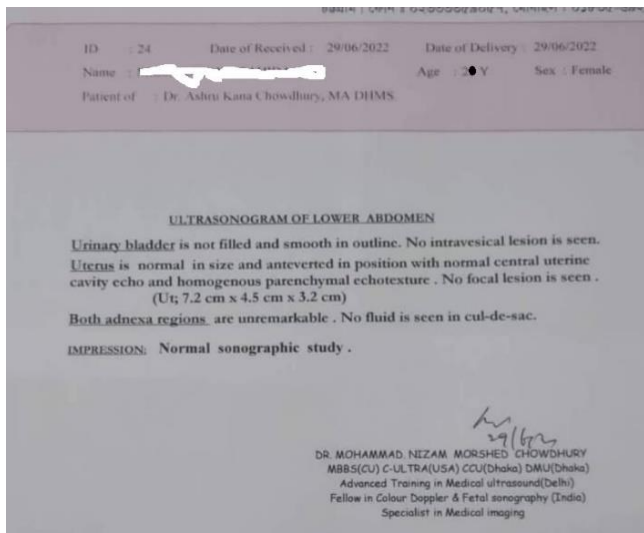 ID : 24 Date of Received : 29/06/2022 Date of Delivery : 29/06/2022
Name : Age : 2 Y Sex : Female
Patient of : Dr. Ashru Kana Chowdhury, MA DHMS.
ULTRASONOGRAM OF LOWER ABDOMEN
Urinary bladder is not filled and smooth in outline. No intravesical lesion is seen.
Uterus is normal in size and anteverted in position with normal central uterine
cavity echo and homogenous parenchymal echotexture . No focal lesion is seen .
(Ut; 7.2 cm x 4.5 cm x 3.2 cm)
Both adnexa regions are unremarkable . No fluid is seen in cul-de-sac.
IMPRESSION: Normal sonographic study .
DR. MOHAMMAD. NIZAM MORSHED CHOWDHURY
MBBS(CU) C-ULTRA(USA) CCU(Dhaka) DMU(Dhaka)
Advanced Training in Medical ultrasound(Delhi)
Fellow in Colour Doppler & Fetal sonography (India)
Specialist in Medical imaging